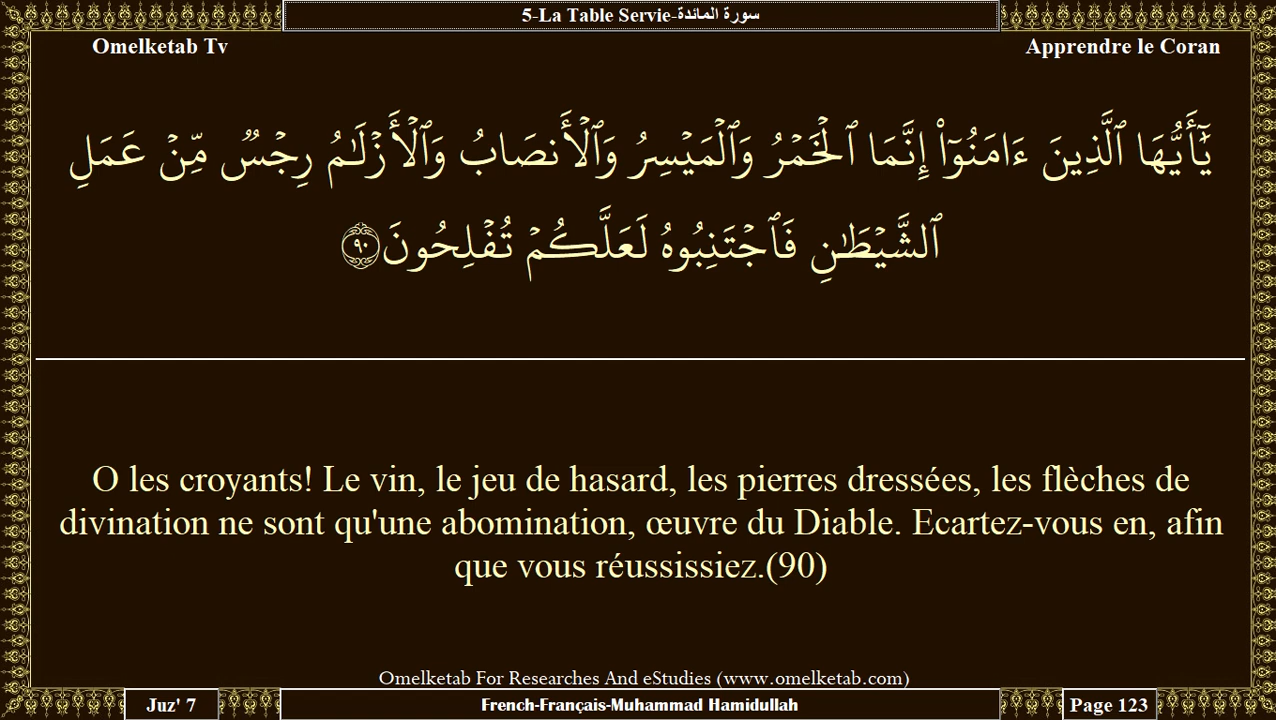 5-La Table Servie-سورة المائدة
Omelketab Tv
Apprendre le Coran
يَٰٓأَيُّهَا ٱلَّذِينَ ءَامَنُوٓا۟ إِنَّمَا ٱلْخَمْرُ وَٱلْمَيْسِرُ وَٱلْأَنصَابُ وَٱلْأَزْلَٰمُ رِجْسٌ مِّنْ عَمَلِ
ٱلشَّيْطَٰنِ فَٱجْتَنِبُوهُ لَعَلَّكُمْ تُفْلِحُونَ ٩٠
O les croyants! Le vin, le jeu de hasard, les pierres dressées, les flèches de
divination ne sont qu'une abomination, œuvre du Diable. Ecartez-vous en, afin
que vous réussissiez.(90)
Omelketab For Researches And eStudies (www.omelketab.com)
Juz' 7
French-Français-Muhammad Hamidullah
Page 123